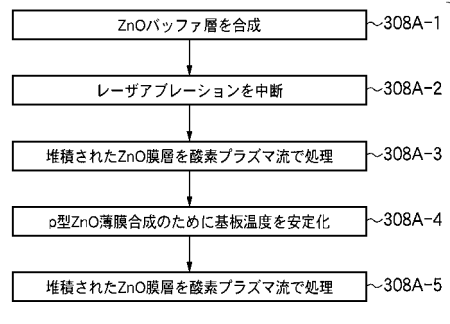 ZnOバッファ層を合成 308A-1
レーザアブレーションを中断 308A-2
堆積されたZnO膜層を酸素プラズマ流で処理 308A-3
p型ZnO薄膜合成のために基板温度を安定化 308A-4
堆積されたZnO膜層を酸素プラズマ流で処理 308A-5